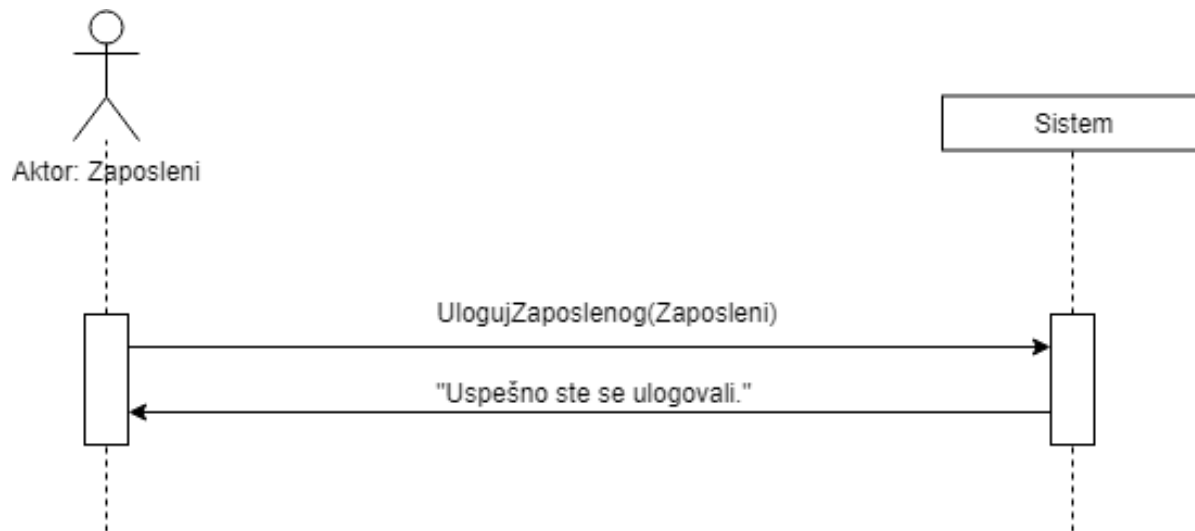 Sistem
Aktor: Zaposleni
UlogujZaposlenog(Zaposleni)
"Uspešno ste se ulogovali."